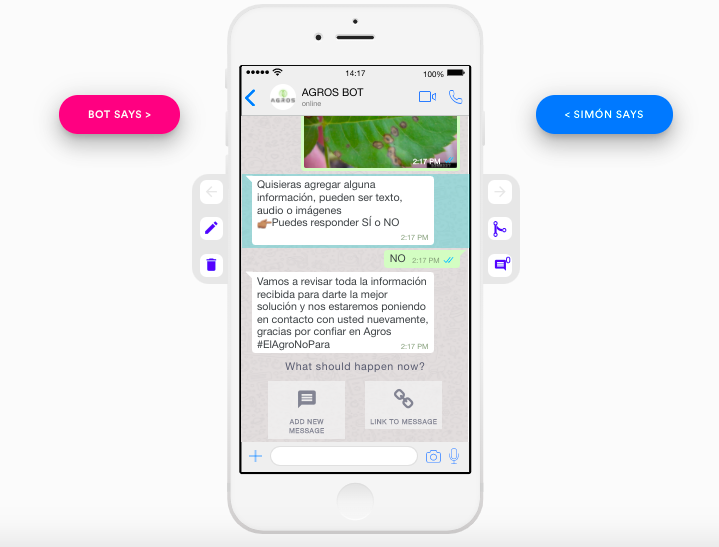 14:17
100%
BOT SAYS >
< SIMÓN SAYS
AGROS
AGROS BOT
online
2:17 PM
Quisieras agregar alguna
información, pueden ser texto,
audio o imágenes
👉🏽Puedes responder SÍ o NO
2:17 PM
NO 2:17 PM
Vamos a revisar toda la información
recibida para darte la mejor
solución y nos estaremos poniendo
en contacto con usted nuevamente,
gracias por confiar en Agros
#ElAgroNoPara
2:17 PM
What should happen now?
ADD NEW
MESSAGE
LINK TO MESSAGE
0